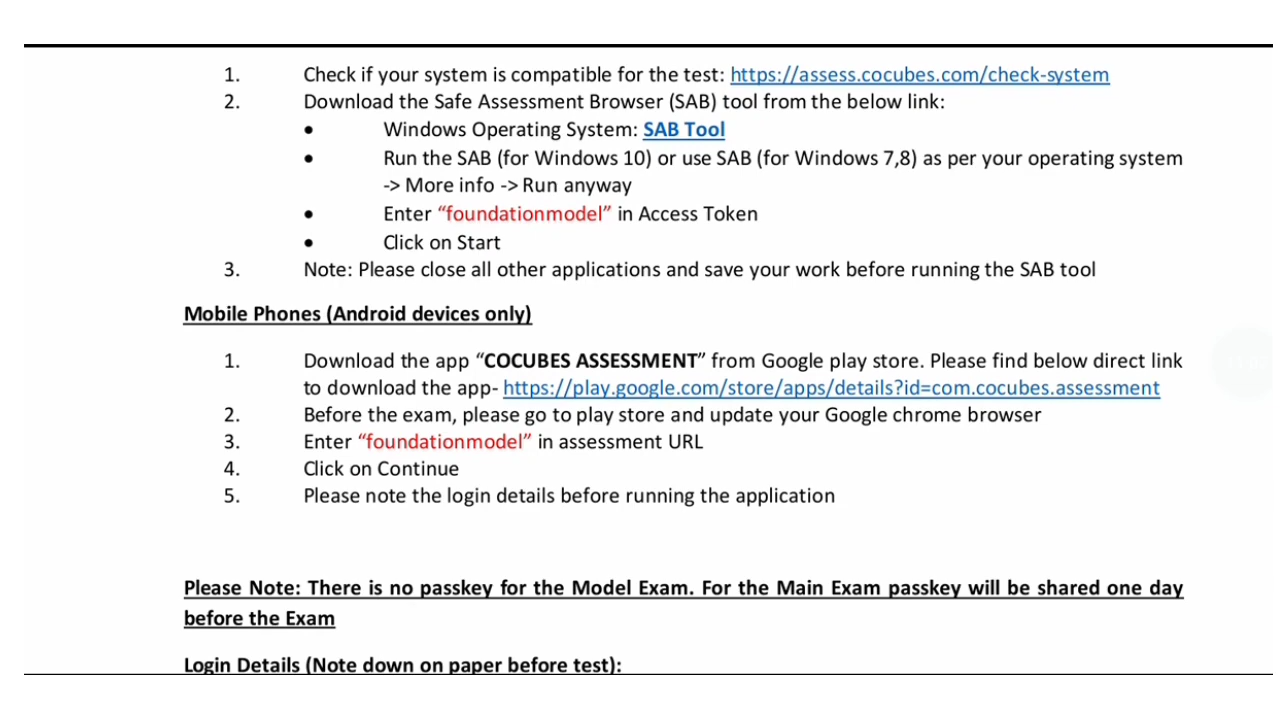 1. Check if your system is compatible for the test: https://assess.cocubes.com/check-system
2. Download the Safe Assessment Browser (SAB) tool from the below link:
• Windows Operating System: SAB Tool
• Run the SAB (for Windows 10) or use SAB (for Windows 7,8) as per your operating system
-> More info -> Run anyway
• Enter “foundationmodel” in Access Token
• Click on Start
3. Note: Please close all other applications and save your work before running the SAB tool
Mobile Phones (Android devices only)
1. Download the app “COCUBES ASSESSMENT” from Google play store. Please find below direct link
to download the app- https://play.google.com/store/apps/details?id=com.cocubes.assessment
2. Before the exam, please go to play store and update your Google chrome browser
3. Enter “foundationmodel” in assessment URL
4. Click on Continue
5. Please note the login details before running the application
Please Note: There is no passkey for the Model Exam. For the Main Exam passkey will be shared one day
before the Exam
Login Details (Note down on paper before test):